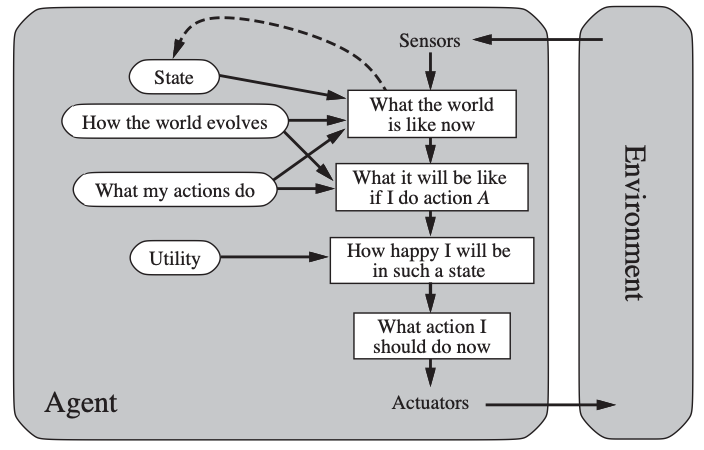 Sensors
State
What the world
is like now
How the world evolves
What my actions do
What it will be like
if I do action A
Utility
How happy I will be
in such a state
What action I
should do now
Agent
Actuators
Environment